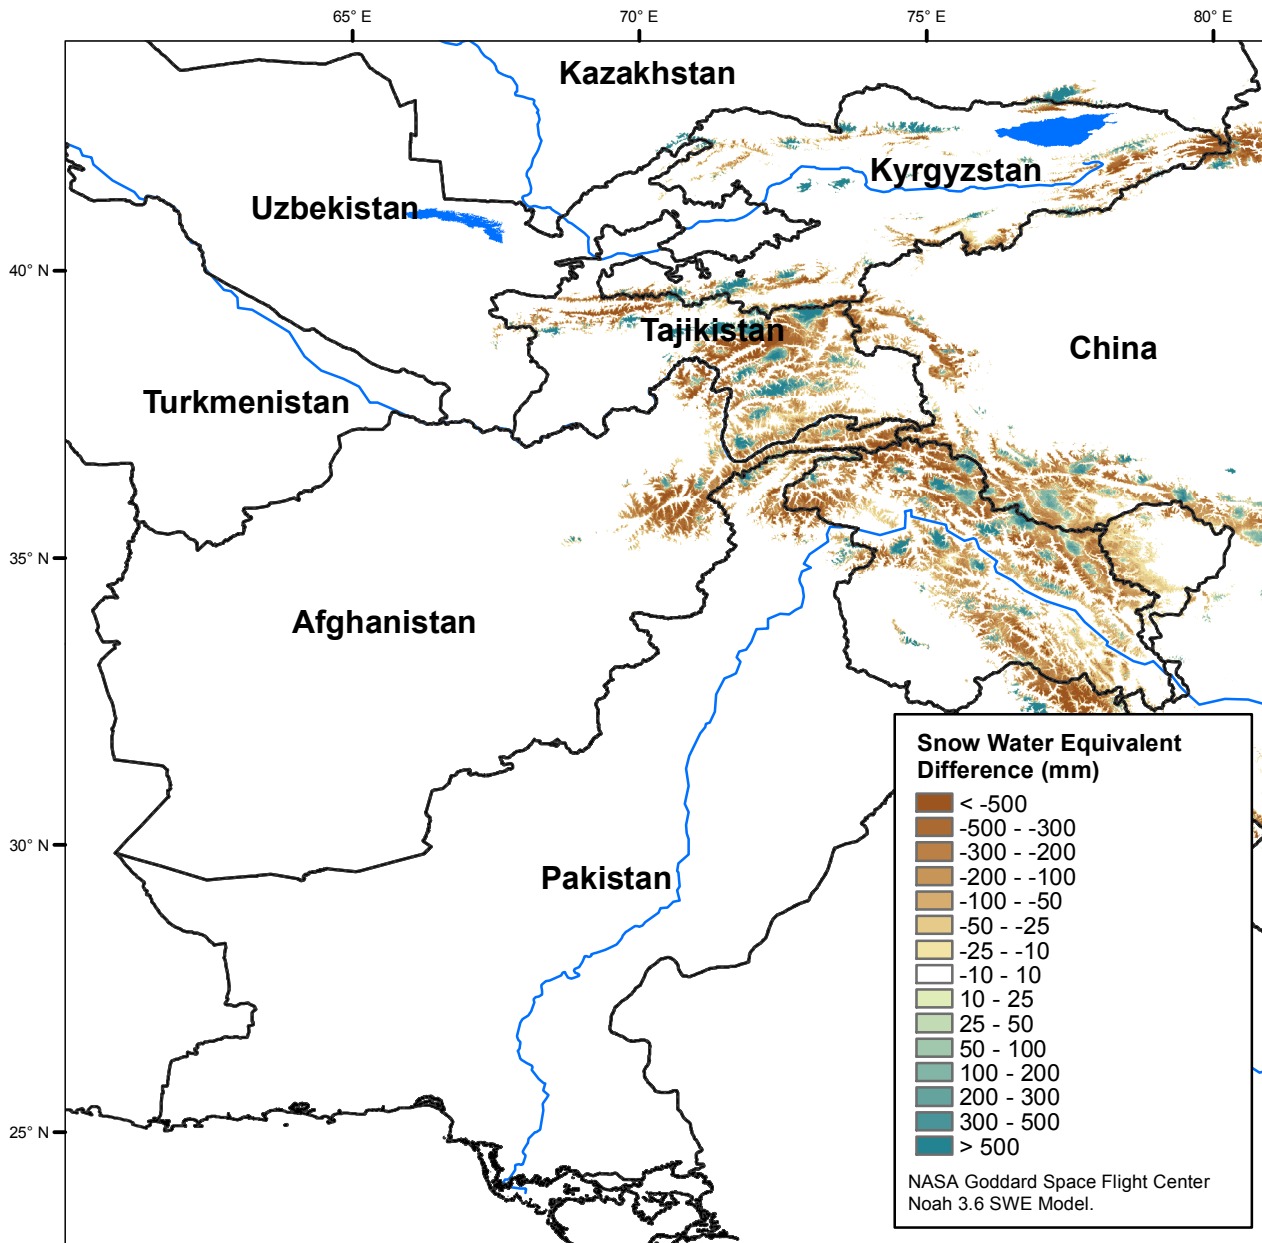 65° E
70° E
75° E
80° E
Kazakhstan
Kyrgyzstan
Uzbekistan
40° N
Tajikistan
China
Turkmenistan
35° N
Afghanistan
30° N
Pakistan
25° N
Snow Water Equivalent
Difference (mm)
< -500
-500 - -300
-300 - -200
-200 - -100
-100 - -50
-50 - -25
-25 - -10
-10 - 10
10 - 25
25 - 50
50 - 100
100 - 200
200 - 300
300 - 500
> 500
NASA Goddard Space Flight Center
Noah 3.6 SWE Model.